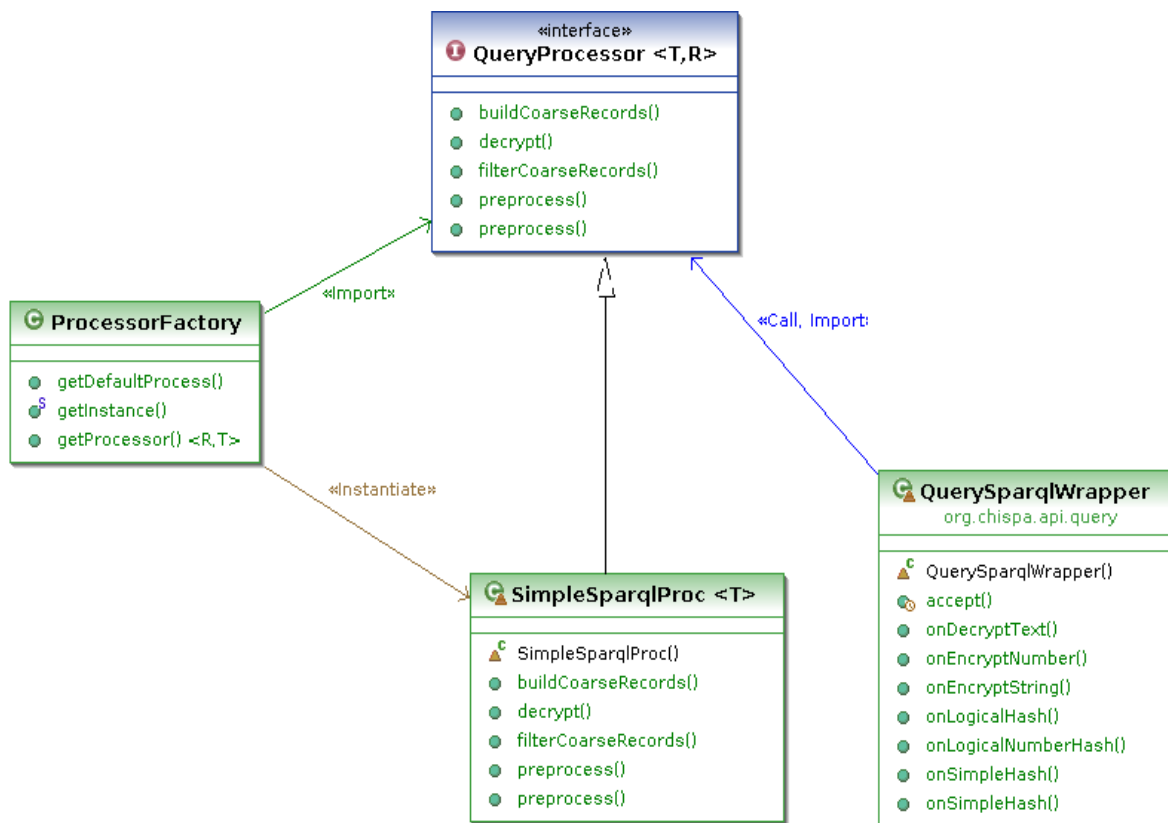 «interface»
QueryProcessor <T,R>
buildCoarseRecords()
decrypt()
filterCoarseRecords()
preprocess()
preprocess()
«Import»
«Call, Import»
ProcessorFactory
getDefaultProcess()
getInstance()
getProcessor() <R,T>
«Instantiate»
SimpleSparqlProc <T>
SimpleSparqlProc()
buildCoarseRecords()
decrypt()
filterCoarseRecords()
preprocess()
preprocess()
QuerySparqlWrapper
org.chispa.api.query
QuerySparqlWrapper()
accept()
onDecryptText()
onEncryptNumber()
onEncryptString()
onLogicalHash()
onLogicalNumberHash()
onSimpleHash()
onSimpleHash()